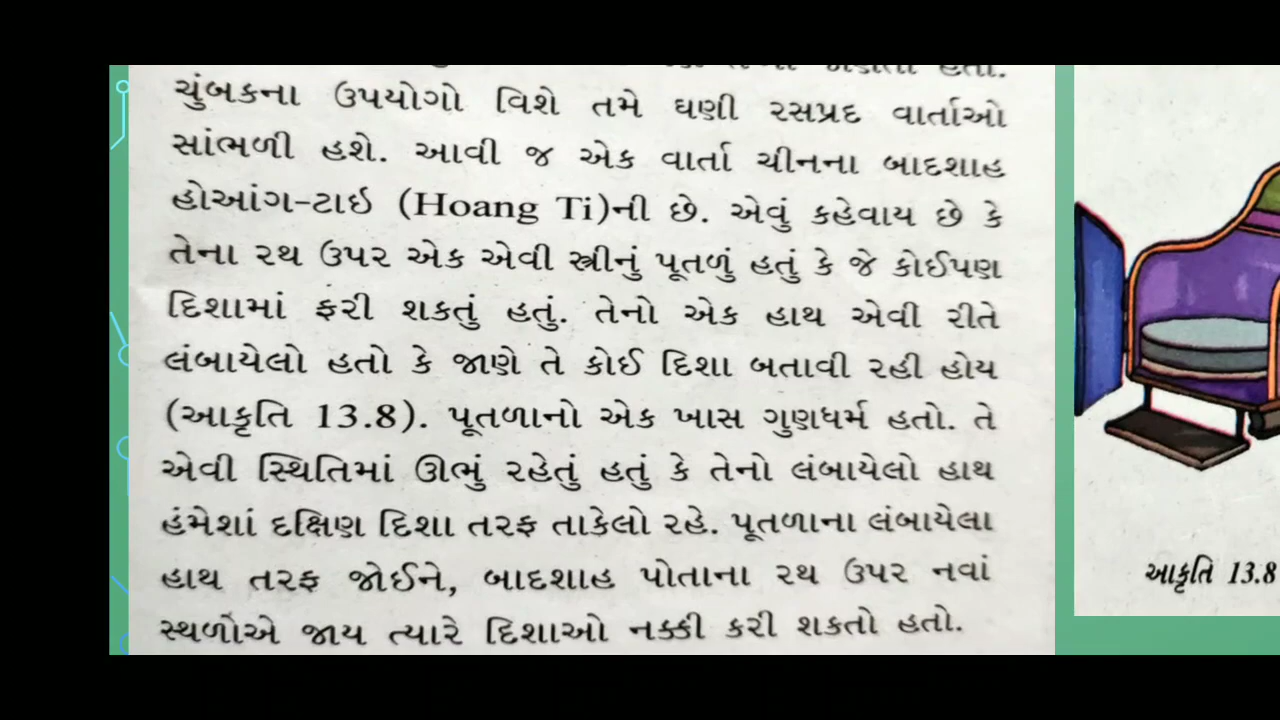 ચુંબકના ઉપયોગો વિશે તમે ઘણી રસપ્રદ વાર્તાઓ
સાંભળી હશે. આવી જ એક વાર્તા ચીનના બાદશાહ
હોઆંગ-ટાઇ (Hoang Ti)ની છે. એવું કહેવાય છે કે
તેના રથ ઉપર એક એવી સ્ત્રીનું પૂતળું હતું કે જે કોઈપણ
દિશામાં ફરી શકતું હતું. તેનો એક હાથ એવી રીતે
લંબાયેલો હતો કે જાણે તે કોઈ દિશા બતાવી રહી હોય
(આકૃતિ 13.8). પૂતળાનો એક ખાસ ગુણધર્મ હતો. તે
એવી સ્થિતિમાં ઊભું રહેતું હતું કે તેનો લંબાયેલો હાથ
હંમેશાં દક્ષિણ દિશા તરફ તાકેલો રહે. પૂતળાના લંબાયેલા
હાથ તરફ જોઈને, બાદશાહ પોતાના રથ ઉપર નવાં
સ્થળોએ જાય ત્યારે દિશાઓ નક્કી કરી શકતો હતો.
આકૃતિ 13.8